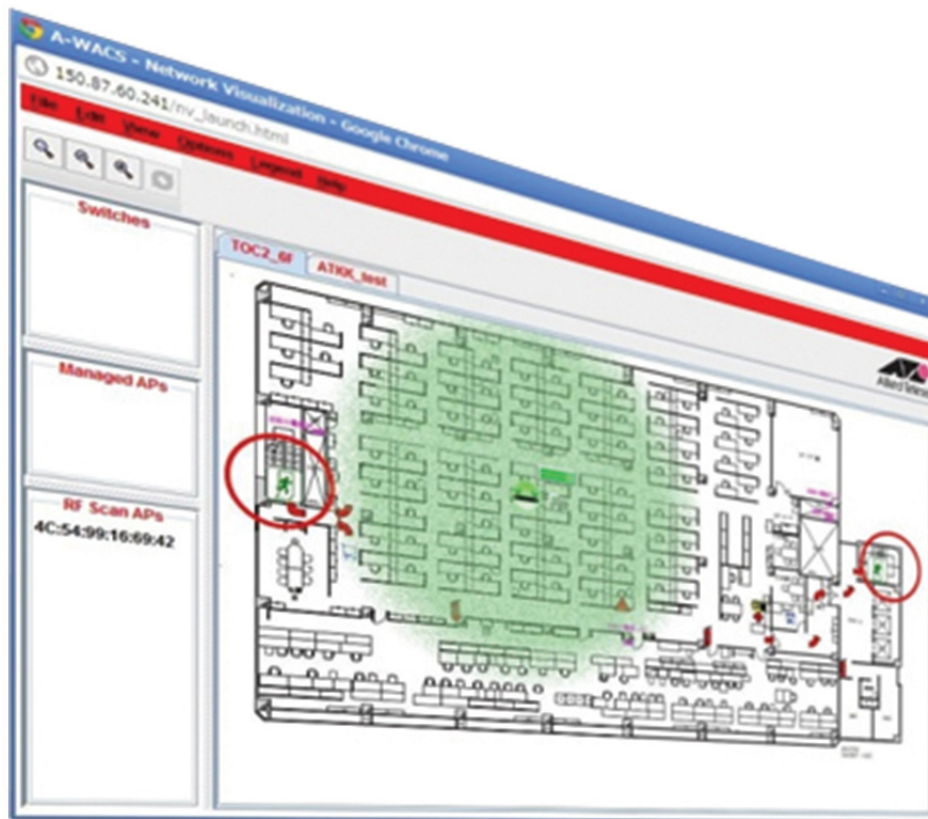 A-WACS - Network Visualization - Google Chrome
150.87.60.241/nv_launch.html
File Edit View Options Legend Help
Switches
TOC2_6F ATKK_test
Managed APs
RF Scan APs
4C:54:99:16:69:42